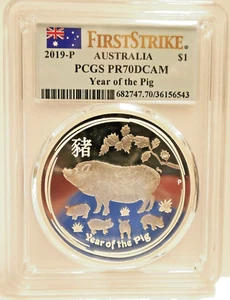 FIRSTSTRIKE®
2019-P AUSTRALIA $1
PCGS PR70DCAM
Year of the Pig
682747.70/36156543
豬
P
Year of the Pig